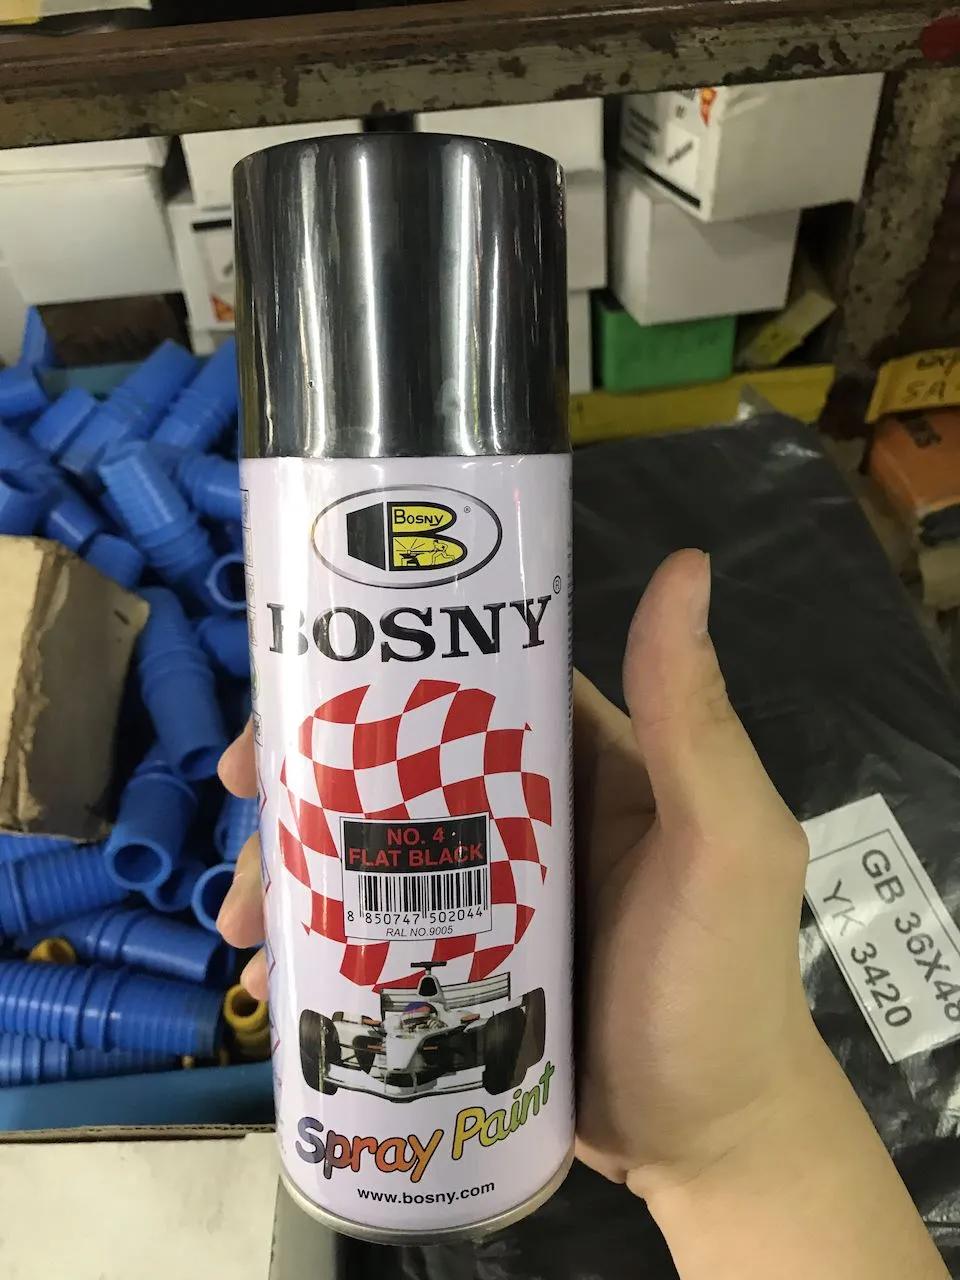 BOSNY
®
BOSNY®
NO. 4
FLAT BLACK
8 850747 502044
RAL NO.9005
Spray Paint
www.bosny.com
GB 36X48
YK 3420